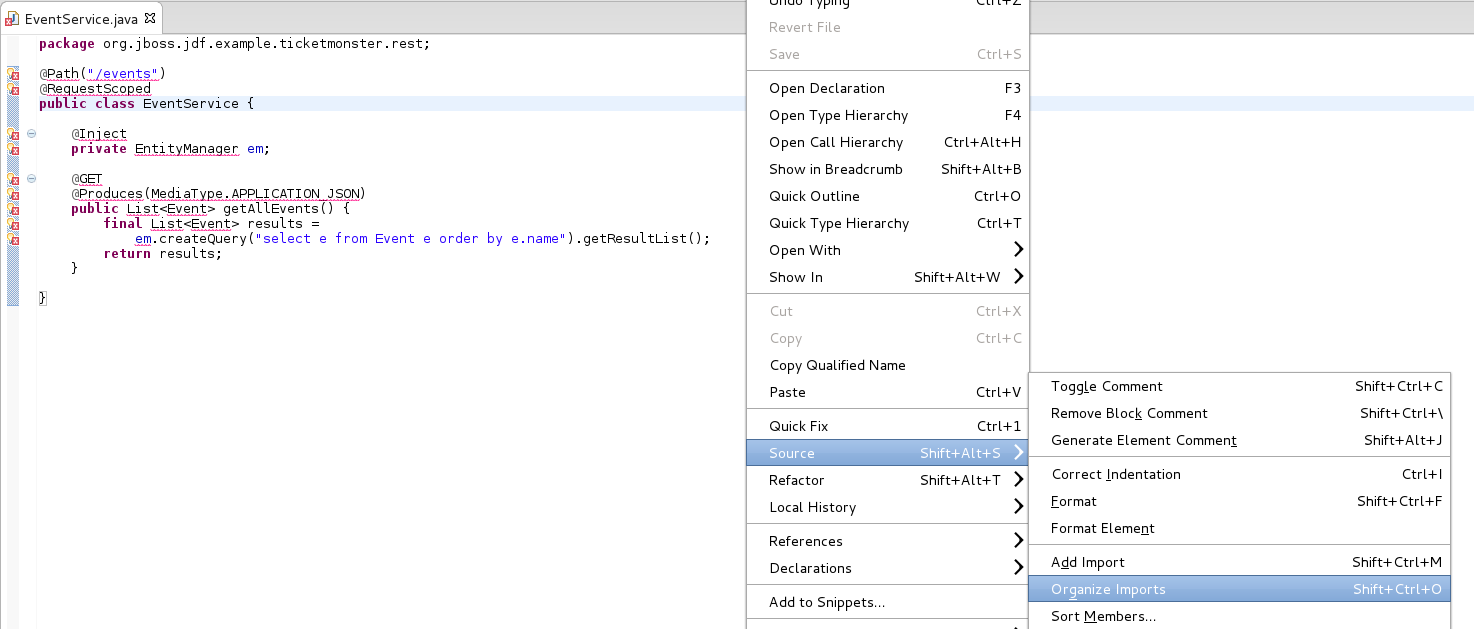 EventService.java
package org.jboss.jdf.example.ticketmonster.rest;
@Path("/events")
@RequestScoped
public class EventService {
@Inject
private EntityManager em;
@GET
@Produces(MediaType.APPLICATION_JSON)
public List<Event> getAllEvents() {
final List<Event> results =
em.createQuery("select e from Event e order by e.name").getResultList();
return results;
}
}
Undo Typing Ctrl+Z
Revert File
Save Ctrl+S
Open Declaration F3
Open Type Hierarchy F4
Open Call Hierarchy Ctrl+Alt+H
Show in Breadcrumb Shift+Alt+B
Quick Outline Ctrl+O
Quick Type Hierarchy Ctrl+T
Open With
Show In Shift+Alt+W
Cut Ctrl+X
Copy Ctrl+C
Copy Qualified Name
Paste Ctrl+V
Quick Fix Ctrl+1
Source Shift+Alt+S
Refactor Shift+Alt+T
Local History
References
Declarations
Add to Snippets...
Toggle Comment Shift+Ctrl+C
Remove Block Comment Shift+Ctrl+\
Generate Element Comment Shift+Alt+J
Correct Indentation Ctrl+I
Format Shift+Ctrl+F
Format Element
Add Import Shift+Ctrl+M
Organize Imports Shift+Ctrl+O
Sort Members...